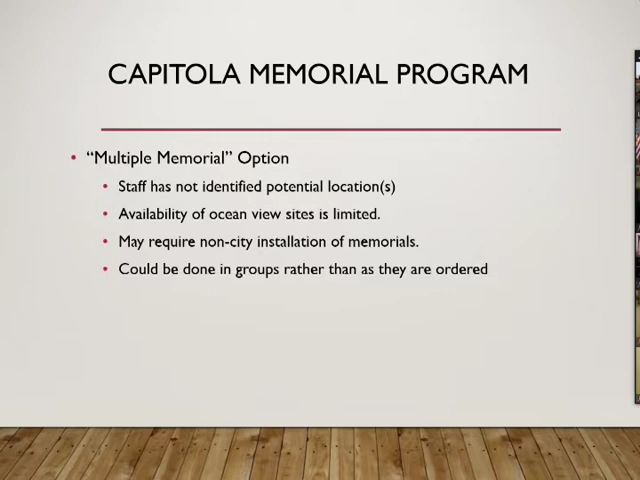 CAPITOLA MEMORIAL PROGRAM
• “Multiple Memorial” Option
• Staff has not identified potential location(s)
• Availability of ocean view sites is limited.
• May require non-city installation of memorials.
• Could be done in groups rather than as they are ordered